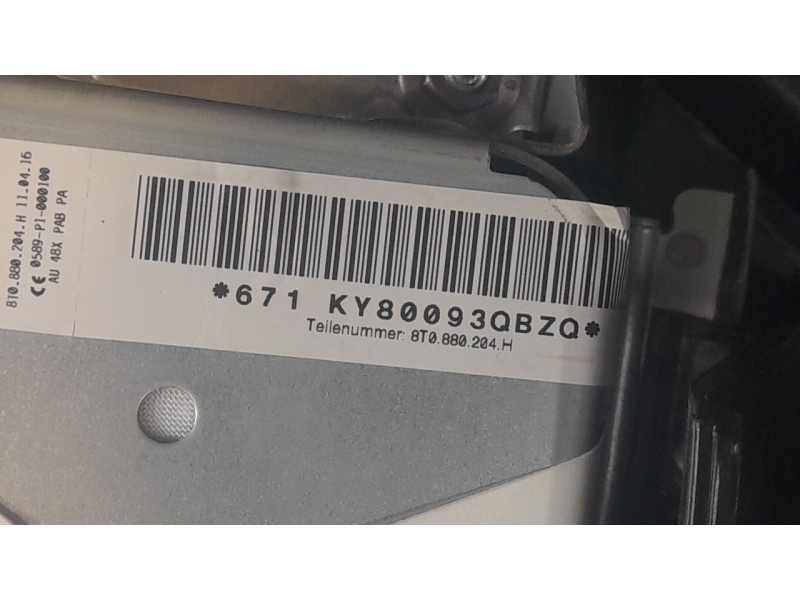 8T0.880.204.H 11.04.16
CE 0589-P1-000100
AU 48X PAB PA
*671 KY80093QBZQ*
Teilenummer: 8T0.880.204.H